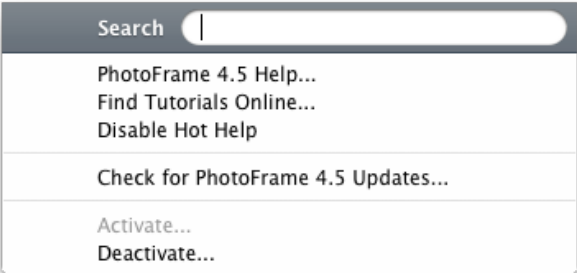 Search
PhotoFrame 4.5 Help...
Find Tutorials Online...
Disable Hot Help
Check for PhotoFrame 4.5 Updates...
Activate...
Deactivate...